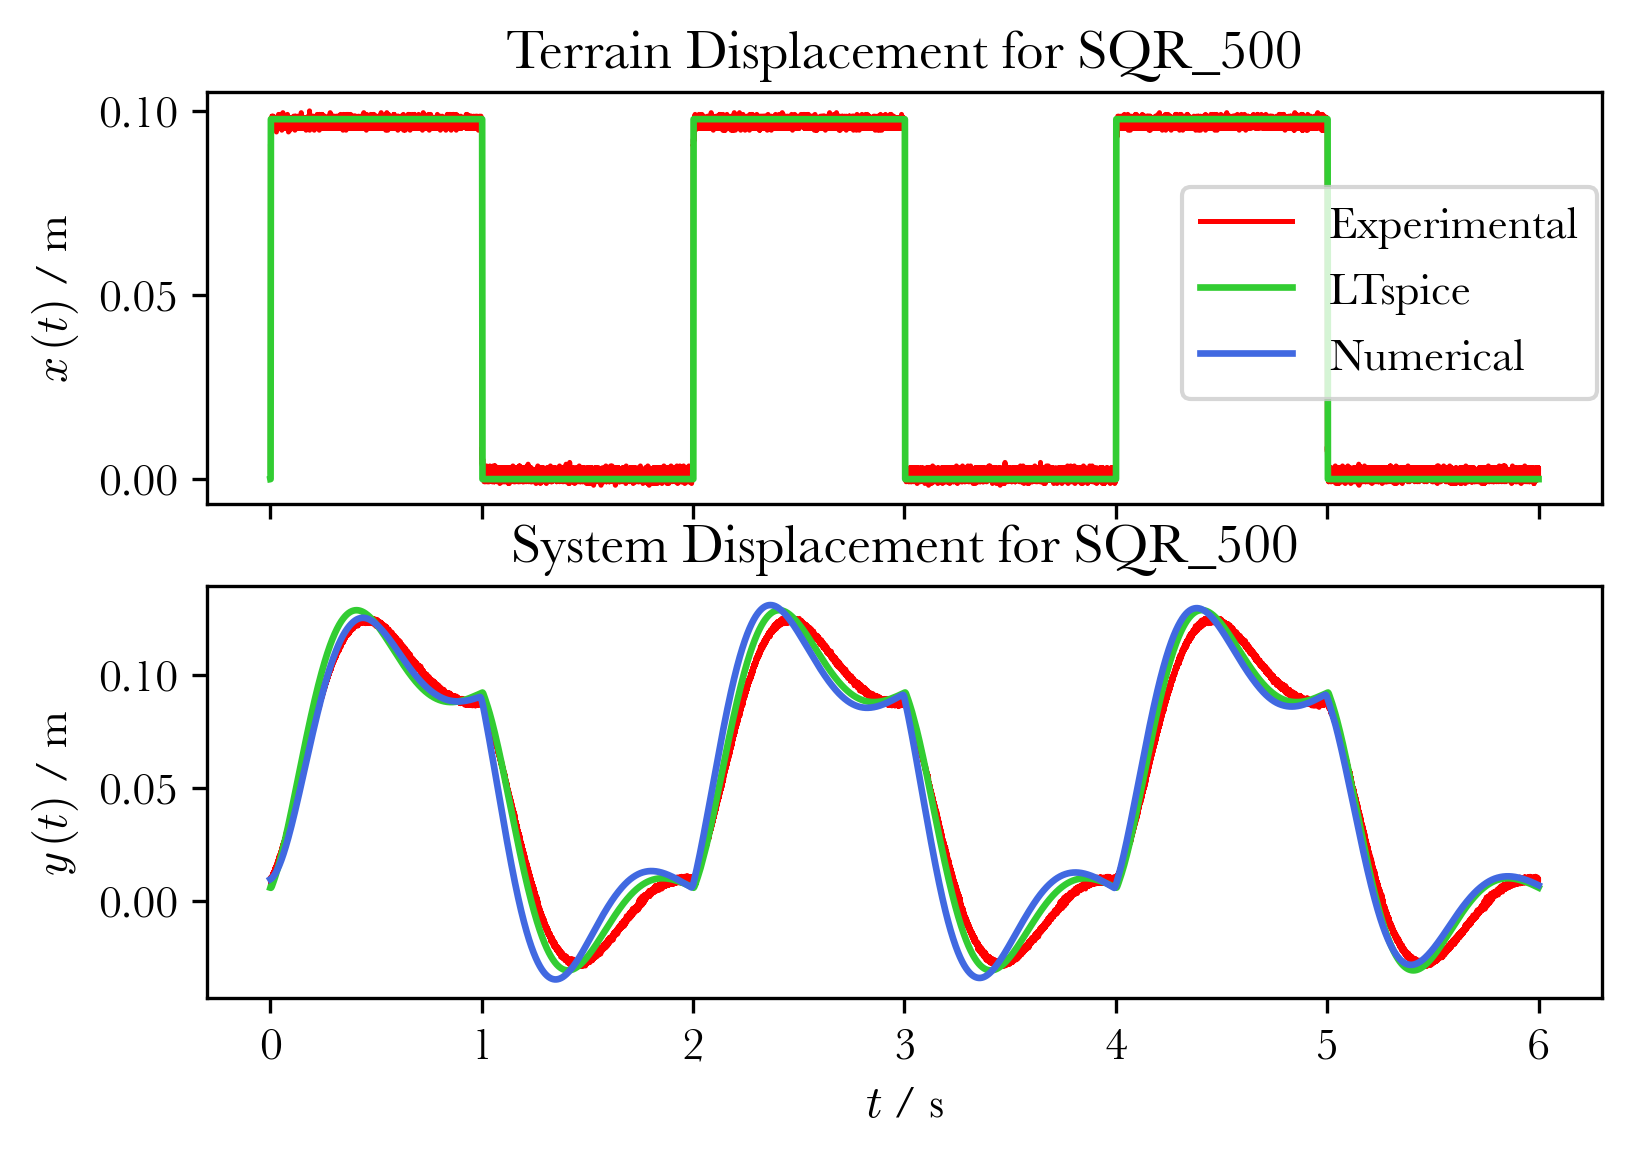 Terrain Displacement for SQR_500
0.10
0.05
0.00
x (t) / m
Experimental
LTspice
Numerical
System Displacement for SQR_500
0.10
0.05
0.00
y (t) / m
0 1 2 3 4 5 6
t / s